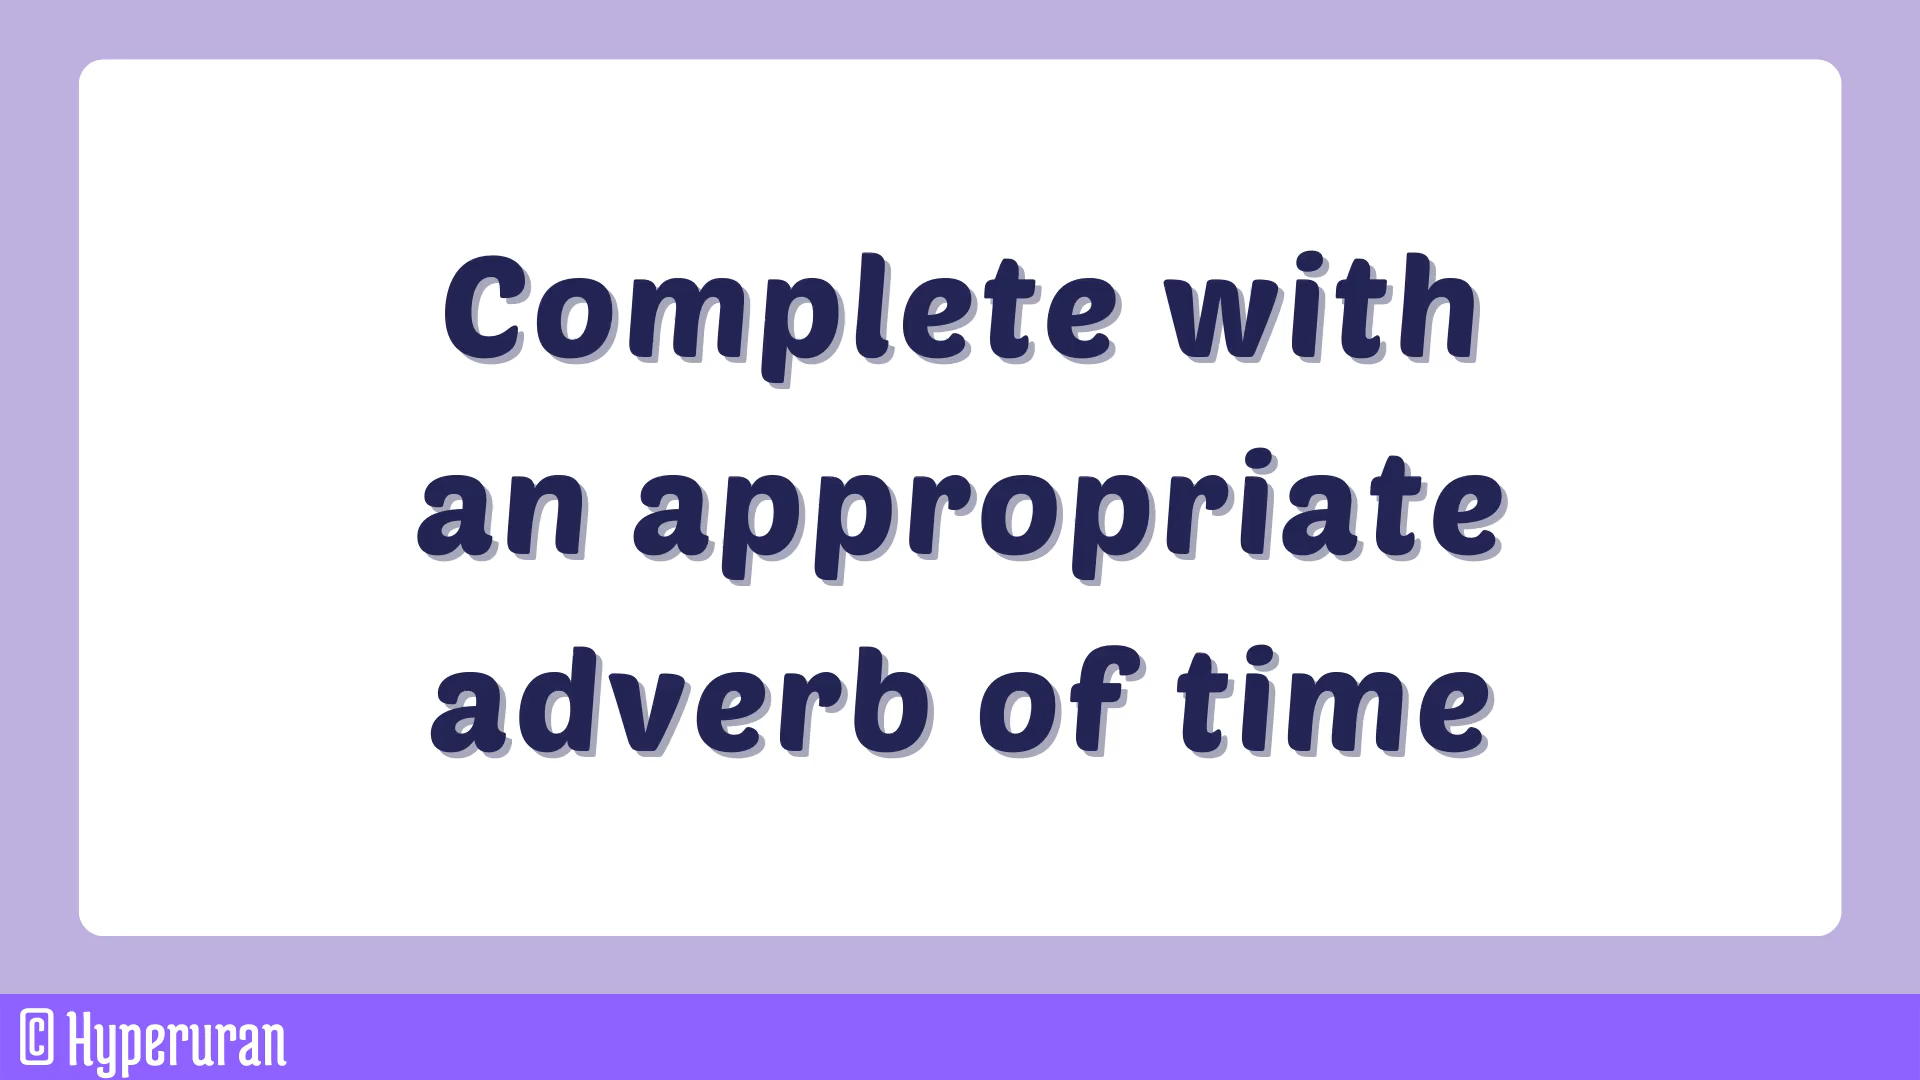 Complete with
an appropriate
adverb of time
© Hyperuran